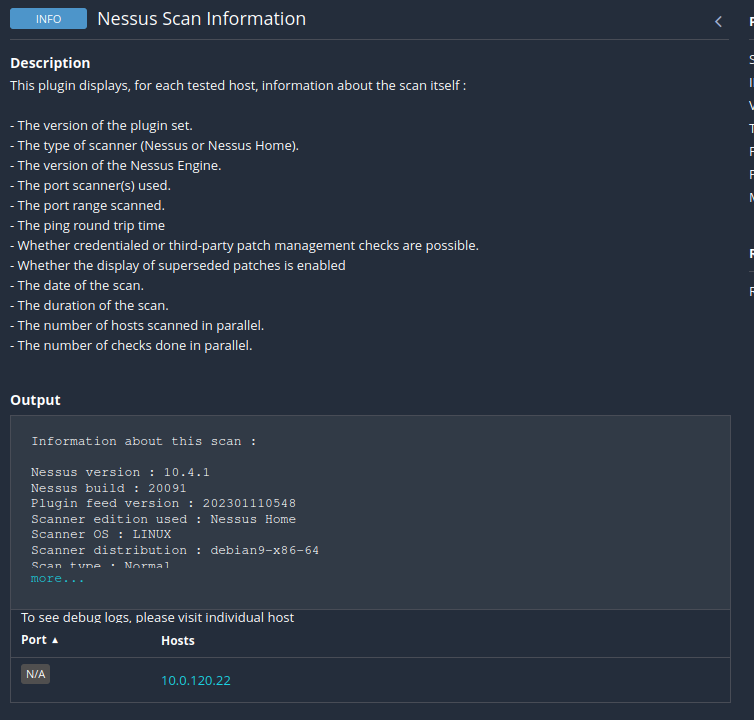 INFO Nessus Scan Information
Description
This plugin displays, for each tested host, information about the scan itself :
- The version of the plugin set.
- The type of scanner (Nessus or Nessus Home).
- The version of the Nessus Engine.
- The port scanner(s) used.
- The port range scanned.
- The ping round trip time
- Whether credentialed or third-party patch management checks are possible.
- Whether the display of superseded patches is enabled
- The date of the scan.
- The duration of the scan.
- The number of hosts scanned in parallel.
- The number of checks done in parallel.
Output
Information about this scan :
Nessus version : 10.4.1
Nessus build : 20091
Plugin feed version : 202301110548
Scanner edition used : Nessus Home
Scanner OS : LINUX
Scanner distribution : debian9-x86-64
Scan type : Normal
more...
To see debug logs, please visit individual host
Port ▲ Hosts
N/A 10.0.120.22